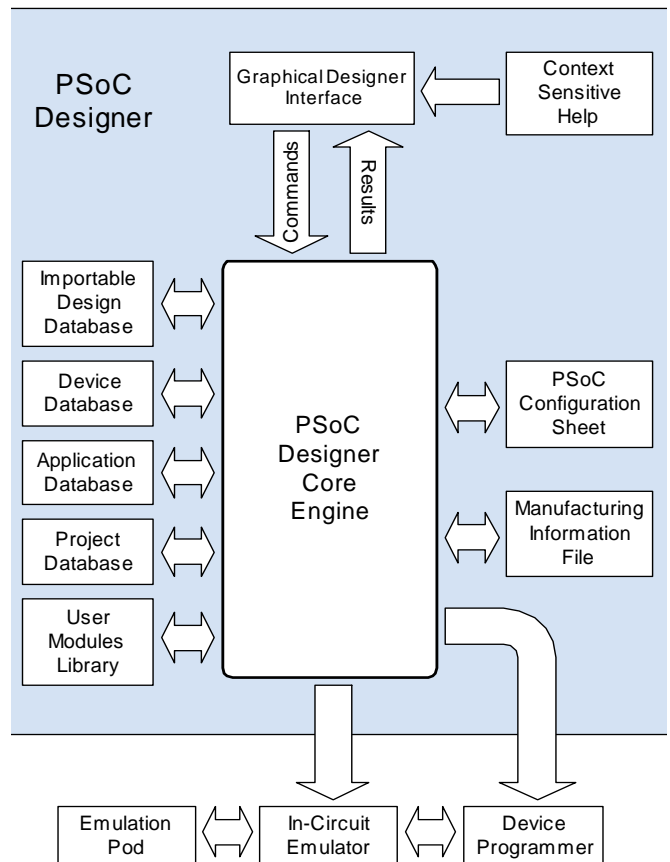 PSoC
Designer
Graphical Designer
Interface
Context
Sensitive
Help
Commands
Results
Importable
Design
Database
Device
Database
Application
Database
Project
Database
User
Modules
Library
PSoC
Designer
Core
Engine
PSoC
Configuration
Sheet
Manufacturing
Information
File
Emulation
Pod
In-Circuit
Emulator
Device
Programmer